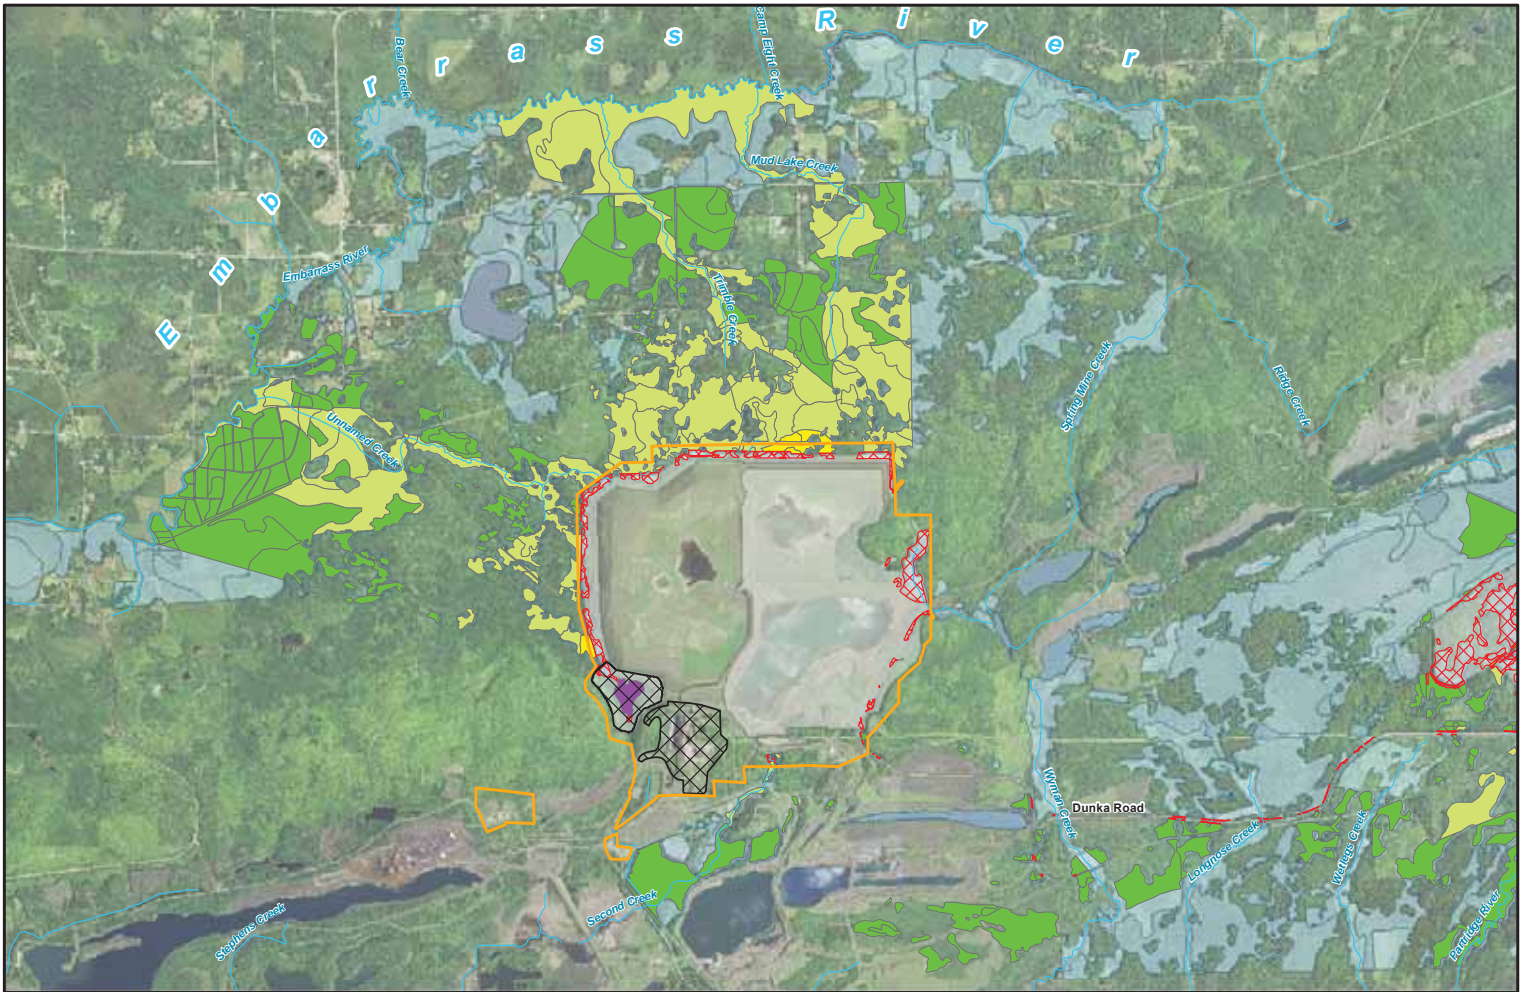 Embarrass River
Bear Creek
Camp Eight Creek
Mud Lake Creek
Embarrass River
Trimble Creek
Spring Mine Creek
Ridge Creek
Unnamed Creek
Dunka Road
Wyman Creek
Longnose Creek
Wetlegs Creek
Second Creek
Stephens Creek
Partridge River